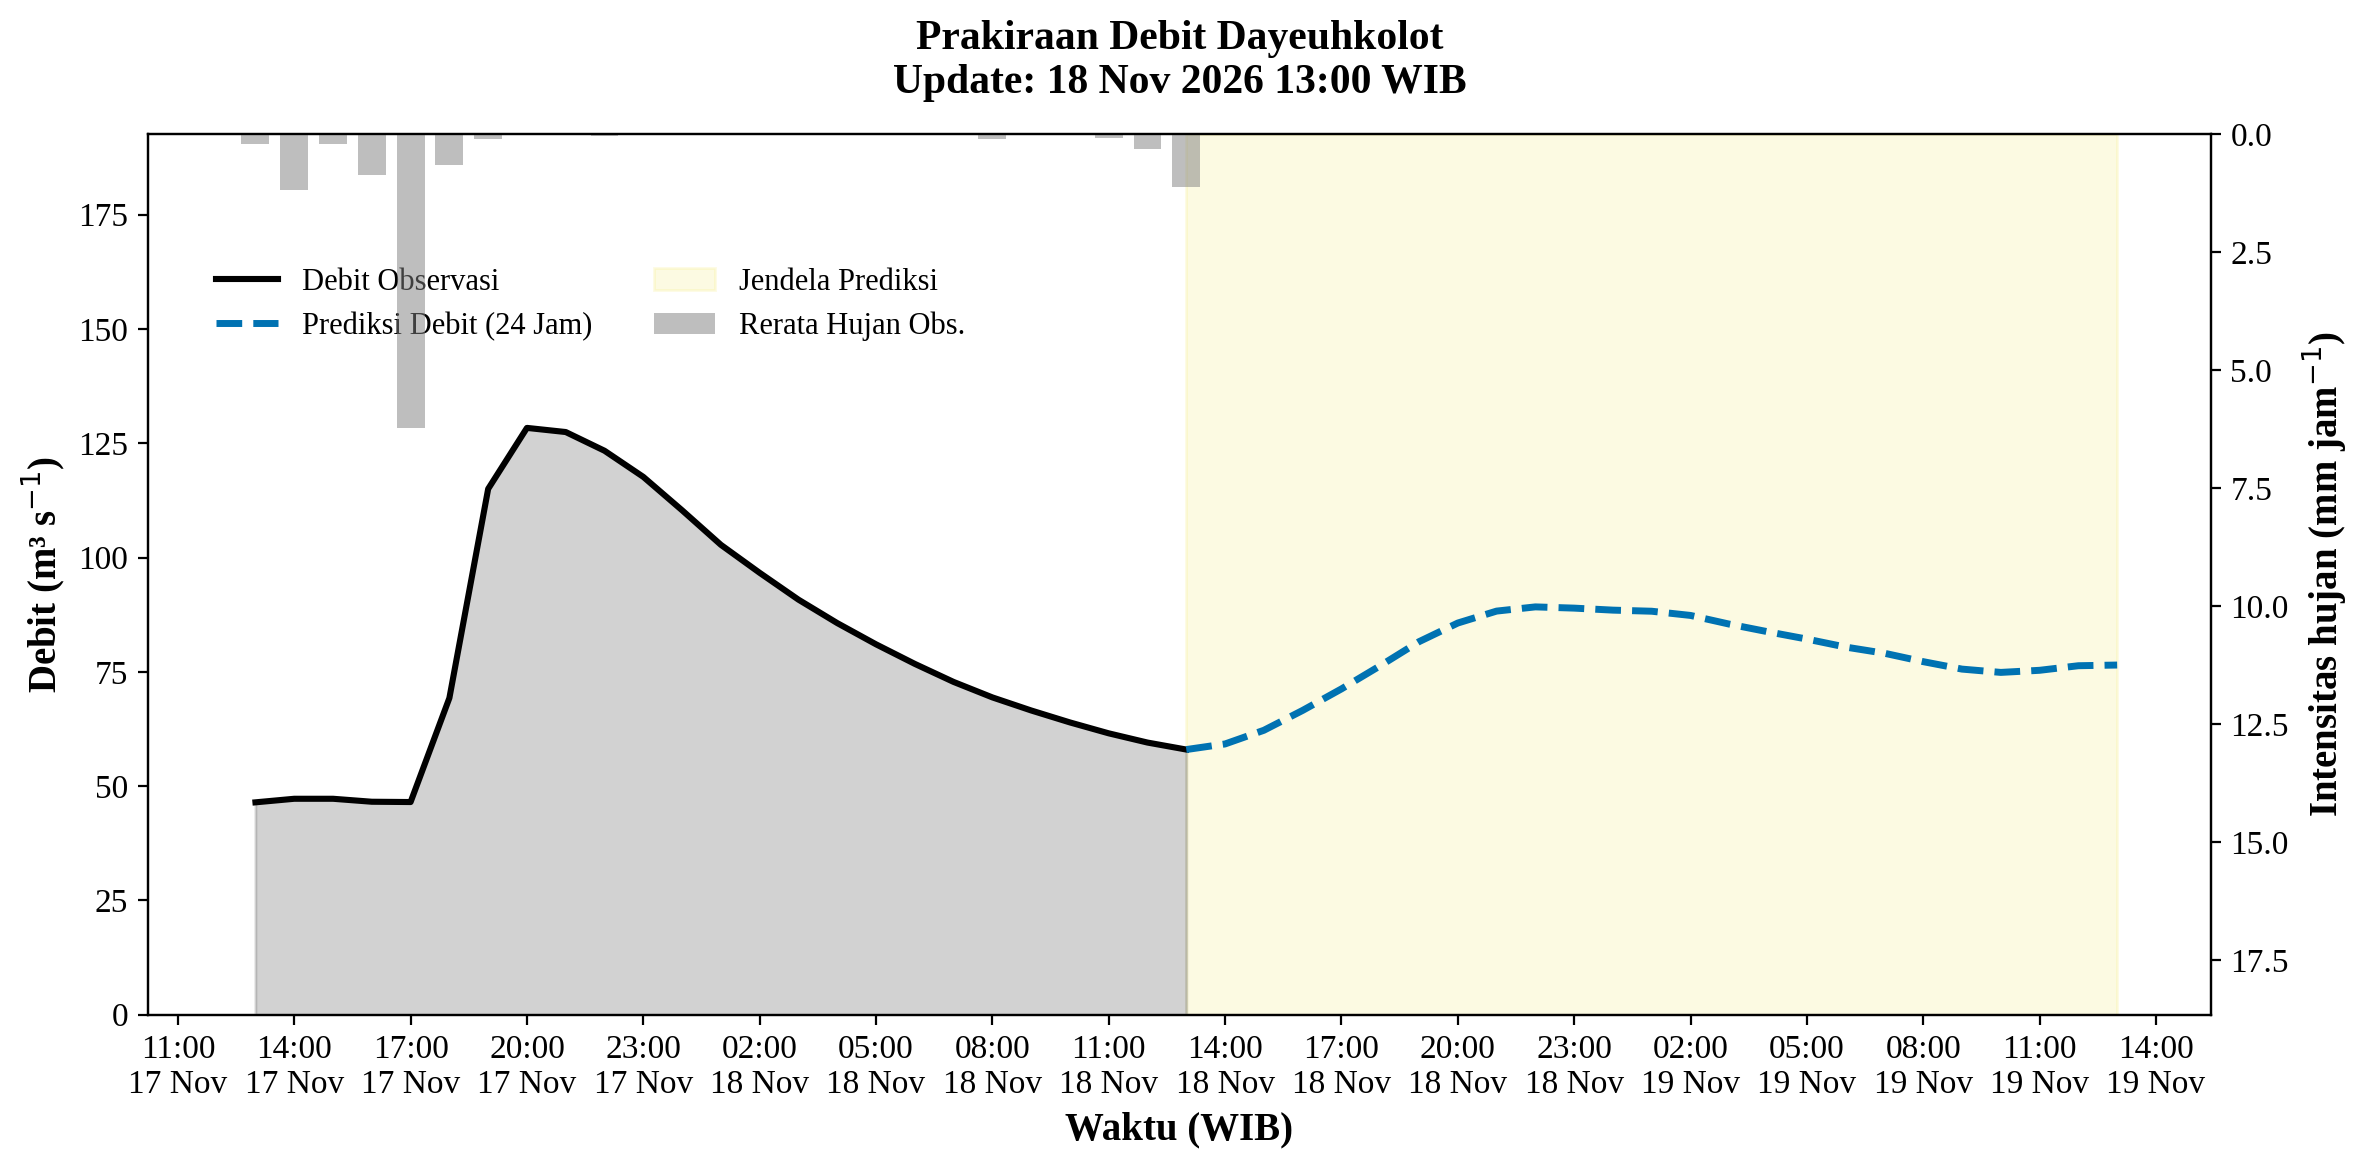 Prakiraan Debit Dayeuhkolot
Update: 18 Nov 2026 13:00 WIB
Debit (m³ s⁻¹)
175
150
125
100
75
50
25
0
Debit Observasi
Prediksi Debit (24 Jam)
Jendela Prediksi
Rerata Hujan Obs.
0.0
2.5
5.0
7.5
10.0
12.5
15.0
17.5
Intensitas hujan (mm jam⁻¹)
11:00 14:00 17:00 20:00 23:00 02:00 05:00 08:00 11:00 14:00 17:00 20:00 23:00 02:00 05:00 08:00 11:00 14:00
17 Nov 17 Nov 17 Nov 17 Nov 17 Nov 18 Nov 18 Nov 18 Nov 18 Nov 18 Nov 18 Nov 18 Nov 18 Nov 19 Nov 19 Nov 19 Nov 19 Nov 19 Nov
Waktu (WIB)